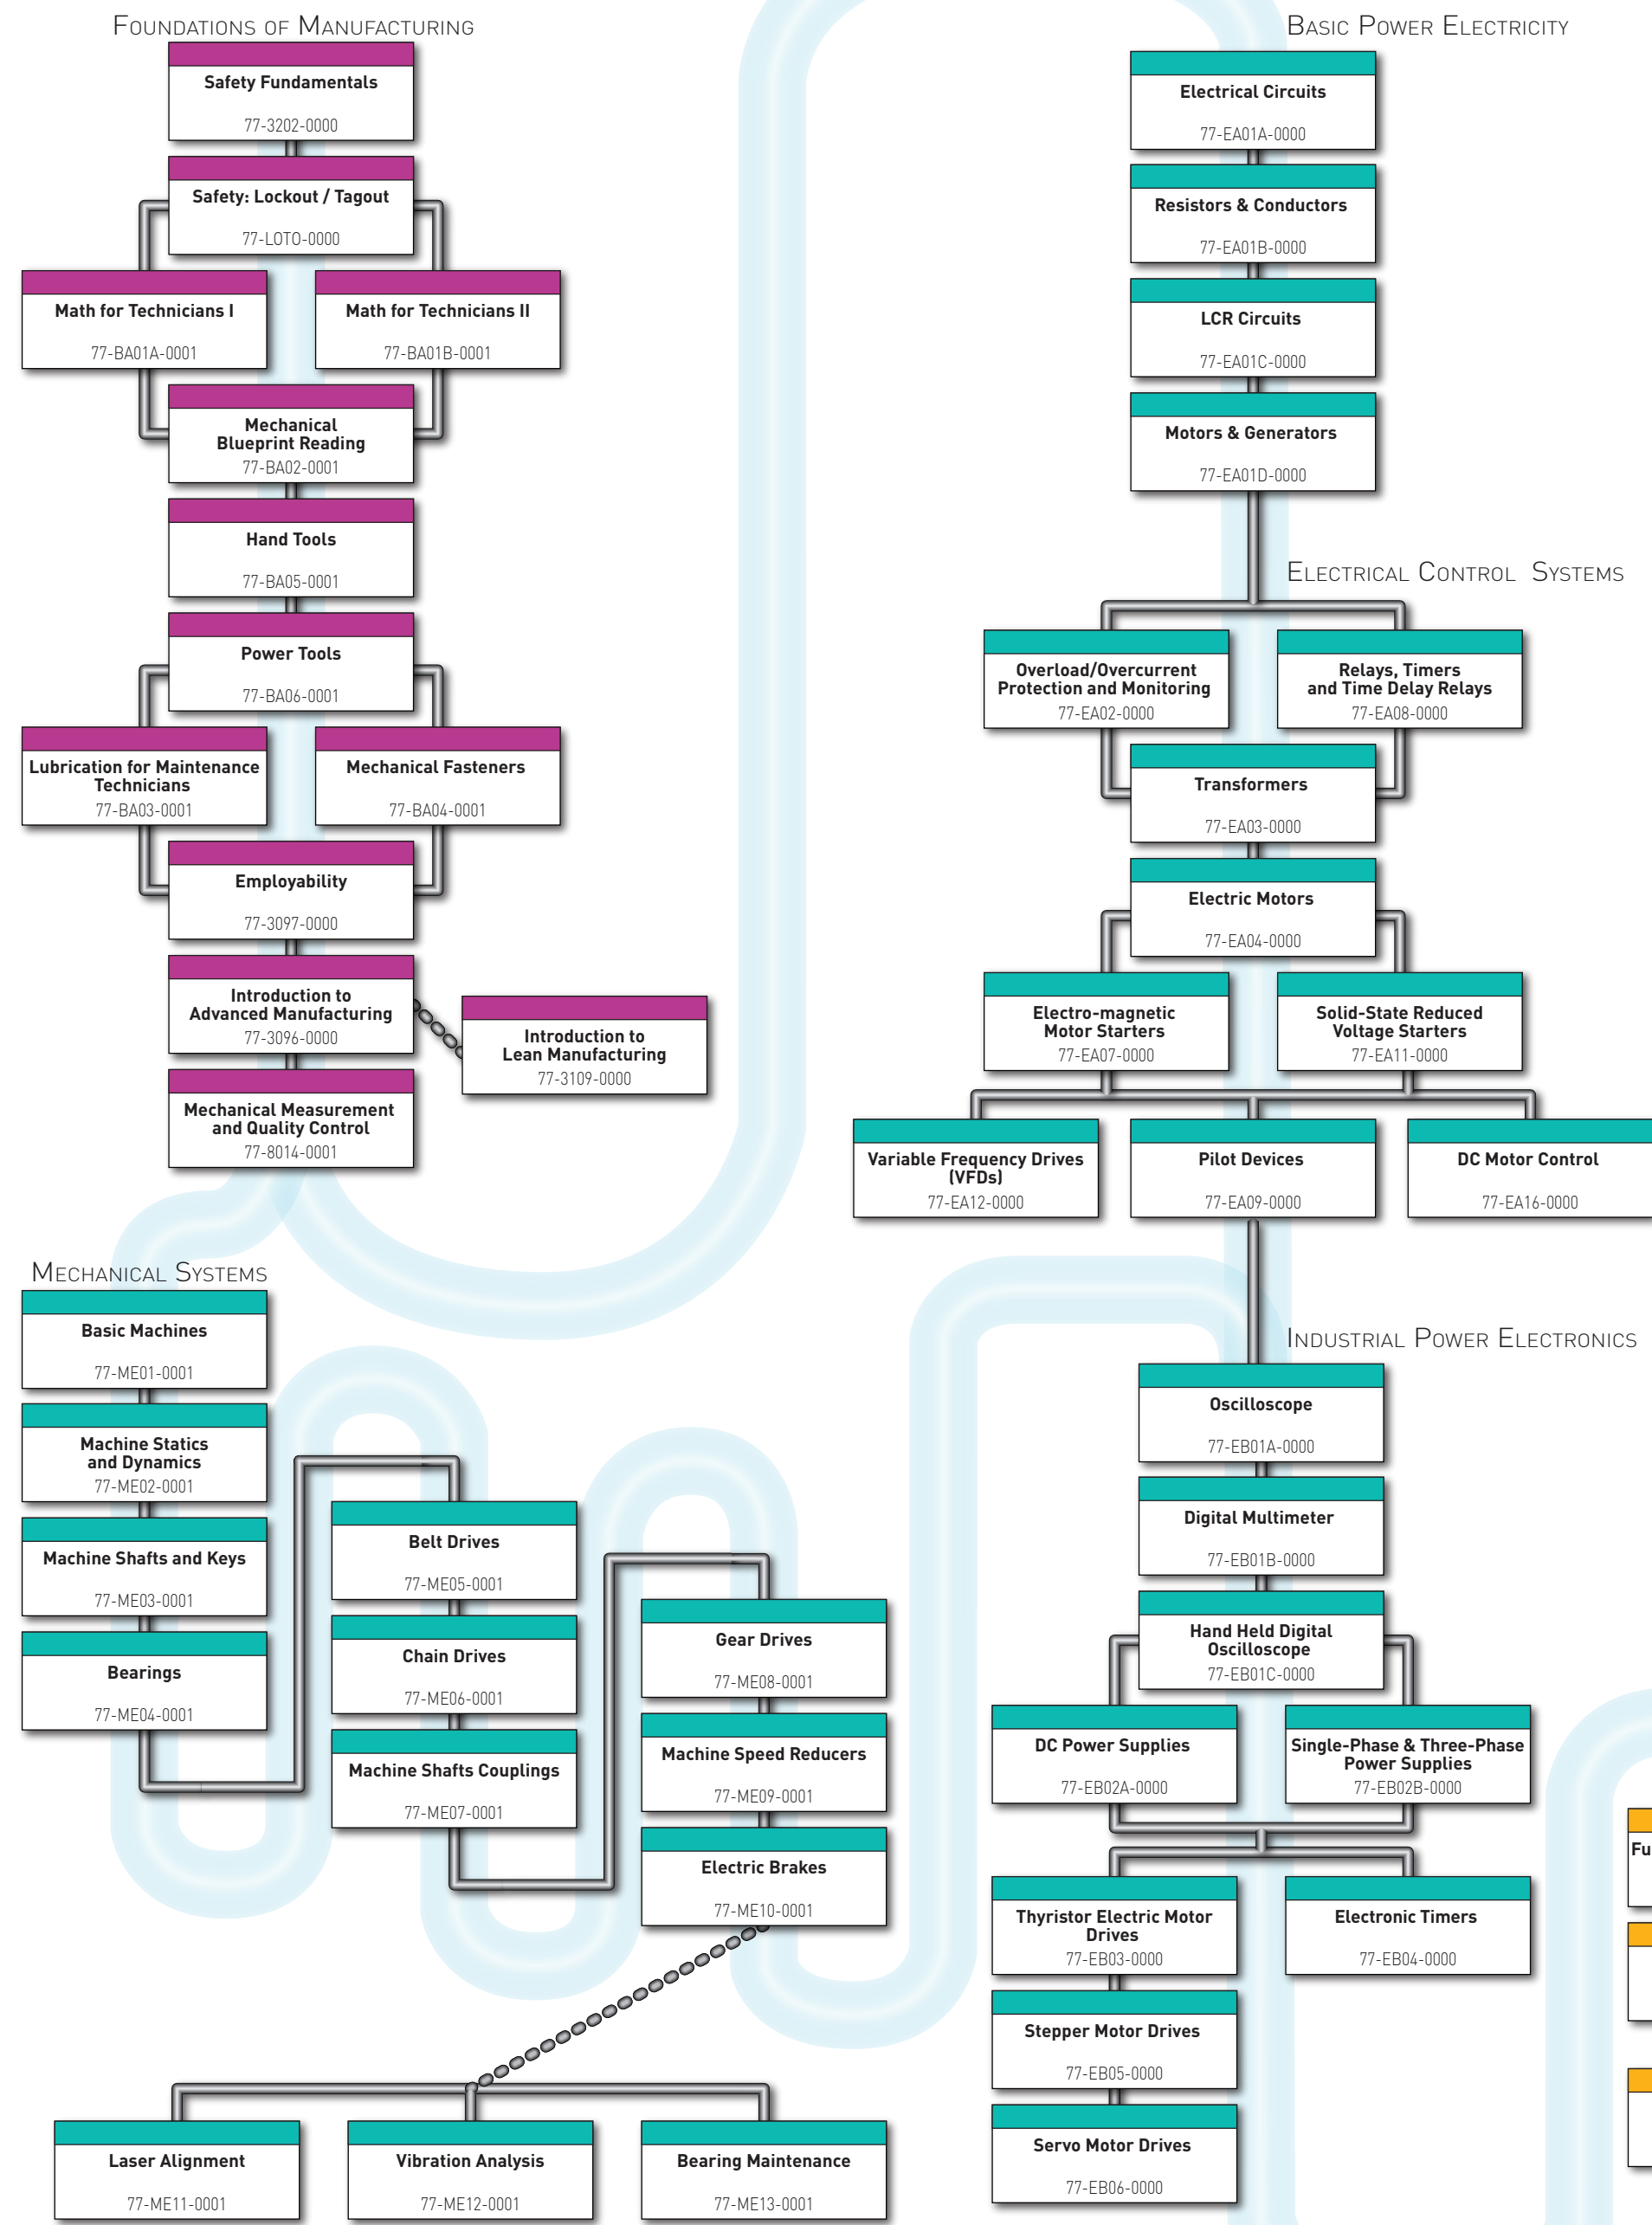 Foundations of Manufacturing
Safety Fundamentals
77-3202-0000
Safety: Lockout / Tagout
77-LOTO-0000
Math for Technicians I
77-BA01A-0001
Math for Technicians II
77-BA01B-0001
Mechanical
Blueprint Reading
77-BA02-0001
Hand Tools
77-BA05-0001
Power Tools
77-BA06-0001
Lubrication for Maintenance
Technicians
77-BA03-0001
Mechanical Fasteners
77-BA04-0001
Employability
77-3097-0000
Introduction to
Advanced Manufacturing
77-3096-0000
Introduction to
Lean Manufacturing
77-3109-0000
Mechanical Measurement
and Quality Control
77-8014-0001
Mechanical Systems
Basic Machines
77-ME01-0001
Machine Statics
and Dynamics
77-ME02-0001
Machine Shafts and Keys
77-ME03-0001
Bearings
77-ME04-0001
Belt Drives
77-ME05-0001
Chain Drives
77-ME06-0001
Machine Shafts Couplings
77-ME07-0001
Gear Drives
77-ME08-0001
Machine Speed Reducers
77-ME09-0001
Electric Brakes
77-ME10-0001
Laser Alignment
77-ME11-0001
Vibration Analysis
77-ME12-0001
Bearing Maintenance
77-ME13-0001
Basic Power Electricity
Electrical Circuits
77-EA01A-0000
Resistors & Conductors
77-EA01B-0000
LCR Circuits
77-EA01C-0000
Motors & Generators
77-EA01D-0000
Electrical Control Systems
Overload/Overcurrent
Protection and Monitoring
77-EA02-0000
Relays, Timers
and Time Delay Relays
77-EA08-0000
Transformers
77-EA03-0000
Electric Motors
77-EA04-0000
Electro-magnetic
Motor Starters
77-EA07-0000
Solid-State Reduced
Voltage Starters
77-EA11-0000
Variable Frequency Drives
(VFDs)
77-EA12-0000
Pilot Devices
77-EA09-0000
DC Motor Control
77-EA16-0000
Industrial Power Electronics
Oscilloscope
77-EB01A-0000
Digital Multimeter
77-EB01B-0000
Hand Held Digital
Oscilloscope
77-EB01C-0000
DC Power Supplies
77-EB02A-0000
Single-Phase & Three-Phase
Power Supplies
77-EB02B-0000
Thyristor Electric Motor
Drives
77-EB03-0000
Electronic Timers
77-EB04-0000
Stepper Motor Drives
77-EB05-0000
Servo Motor Drives
77-EB06-0000
Fu